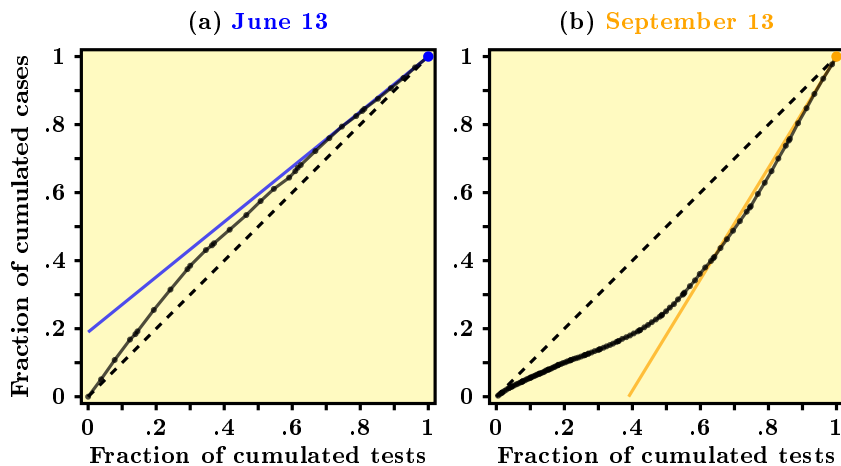 (a) June 13
(b) September 13
Fraction of cumulated cases
1
.8
.6
.4
.2
0
0 .2 .4 .6 .8 1
Fraction of cumulated tests
1
.8
.6
.4
.2
0
0 .2 .4 .6 .8 1
Fraction of cumulated tests